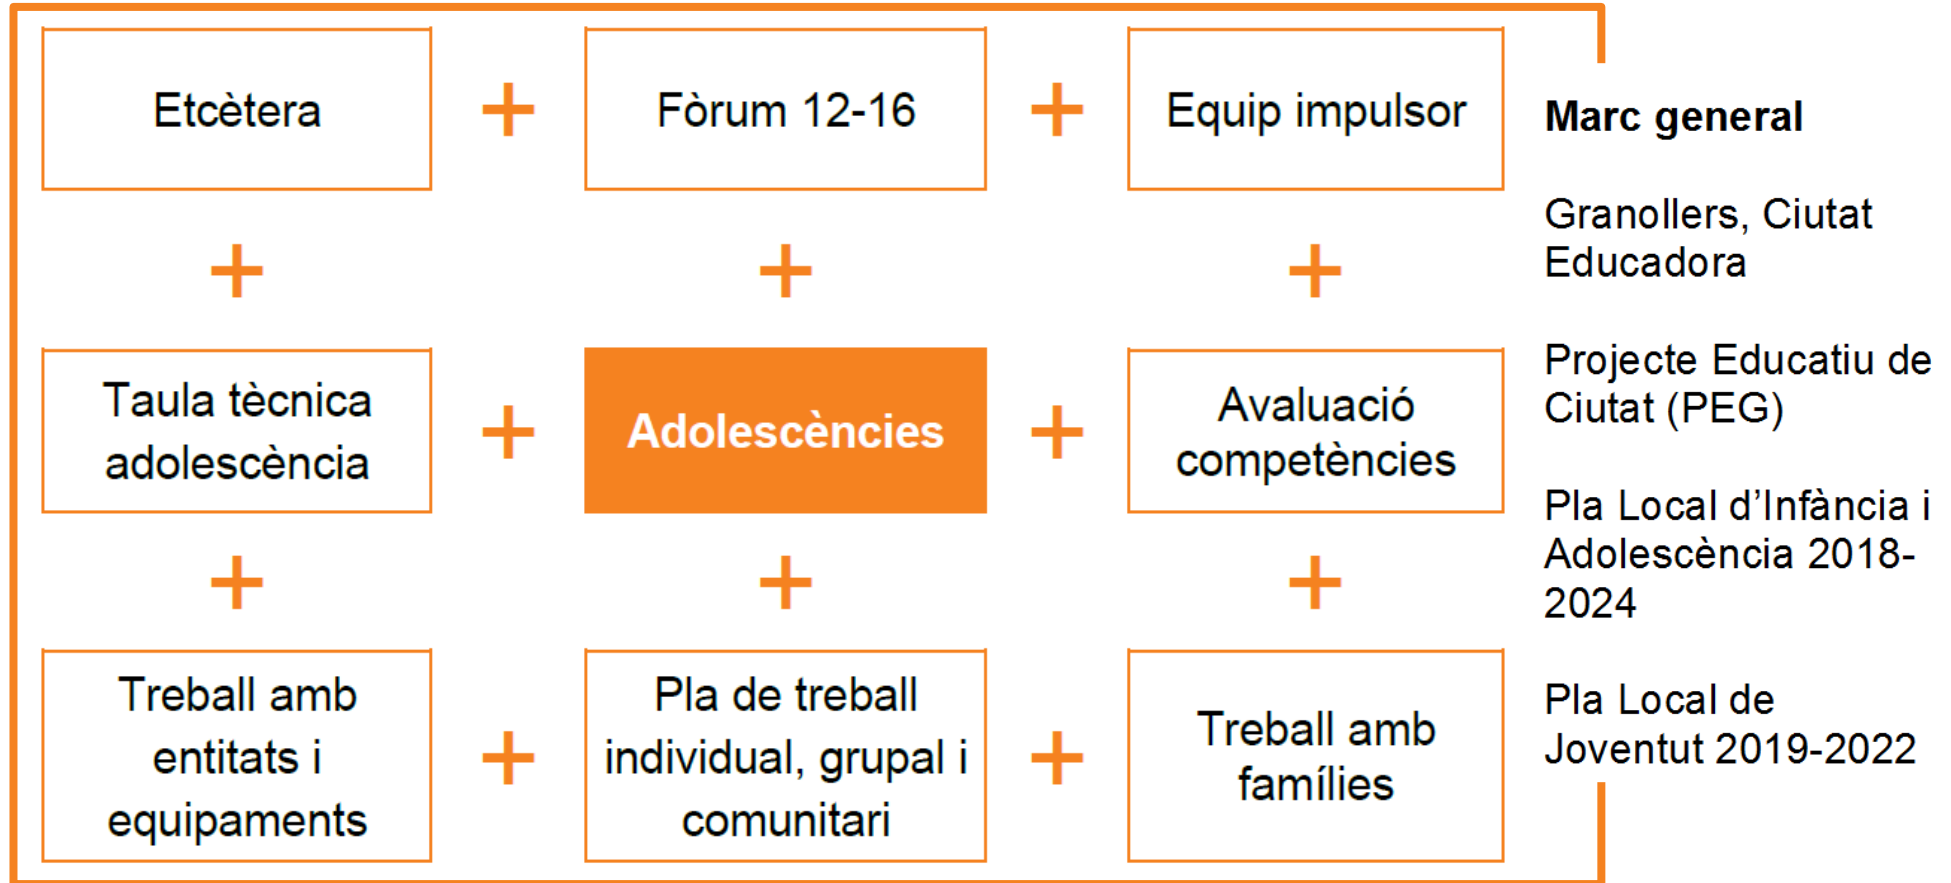 Etcètera
+
Fòrum 12-16
+
Equip impulsor
+
+
+
Taula tècnica
adolescència
+
Adolescències
+
Avaluació
competències
+
+
+
Treball amb
entitats i
equipaments
+
Pla de treball
individual, grupal i
comunitari
+
Treball amb
famílies
Marc general
Granollers, Ciutat
Educadora
Projecte Educatiu de
Ciutat (PEG)
Pla Local d’Infància i
Adolescència 2018-
2024
Pla Local de
Joventut 2019-2022